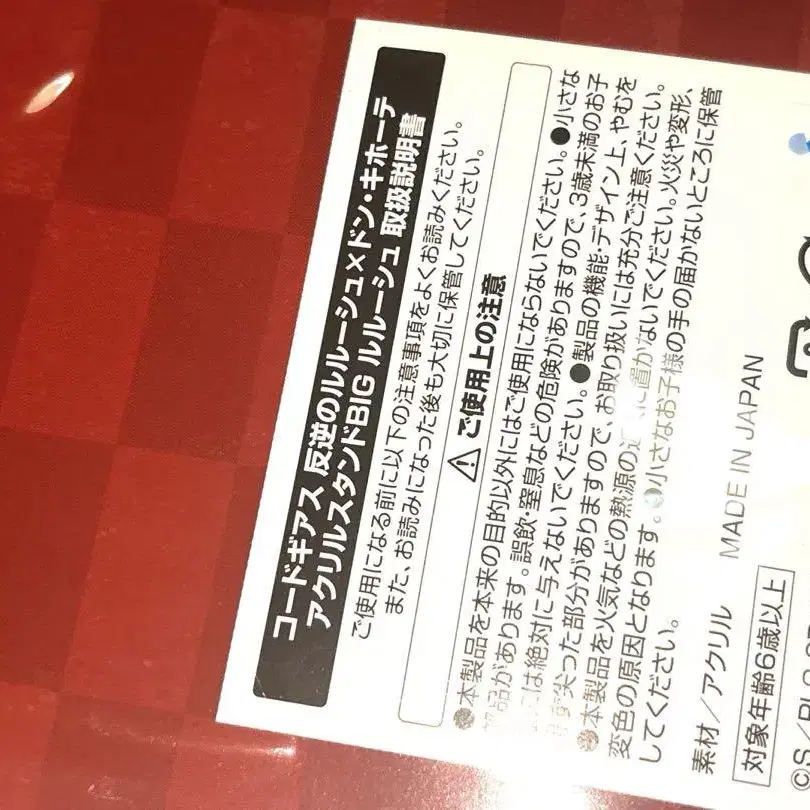 コードギアス 反逆のルルーシュ×ドン・キホーテ
アクリルスタンドBIG ルルーシュ 取扱説明書
ご使用になる前に以下の注意事項をよくお読みください。
また、お読みになった後も大切に保管してください。
⚠ご使用上の注意
●本製品を本来の目的以外にはご使用にならないでください。●小さな
部品があります。誤飲・窒息などの危険がありますので、3歳未満のお子
様には絶対に与えないでください。●製品の機能・デザイン上、やむを
得ず尖った部分がありますので、お取り扱いには充分ご注意ください。
●本製品を火気などの熱源の近くに置かないでください。火災や変形、
変色の原因となります。●小さなお子様の手の届かないところに保管
してください。
素材/アクリル MADE IN JAPAN
対象年齢6歳以上